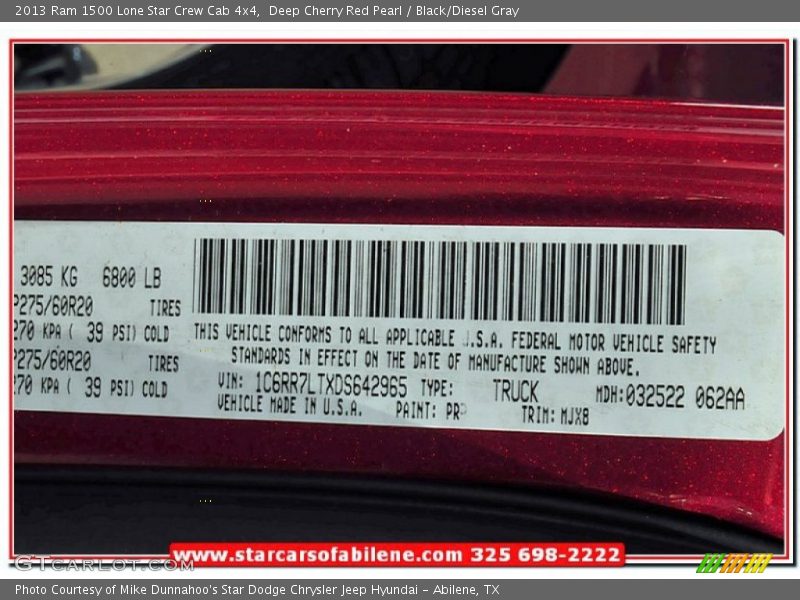 2013 Ram 1500 Lone Star Crew Cab 4x4,  Deep Cherry Red Pearl / Black/Diesel Gray
3085 KG   6800 LB
P275/60R20   TIRES
270 KPA ( 39 PSI) COLD
P275/60R20   TIRES
270 KPA ( 39 PSI) COLD
THIS VEHICLE CONFORMS TO ALL APPLICABLE U.S.A. FEDERAL MOTOR VEHICLE SAFETY
STANDARDS IN EFFECT ON THE DATE OF MANUFACTURE SHOWN ABOVE.
VIN: 1C6RR7LTXDS642965 TYPE: TRUCK MDH:032522 062AA
VEHICLE MADE IN U.S.A. PAINT: PRP TRIM: MJX8
www.starcarsofabilene.com 325 698-2222
GTCarLot.com
Photo Courtesy of Mike Dunnahoo's Star Dodge Chrysler Jeep Hyundai - Abilene, TX